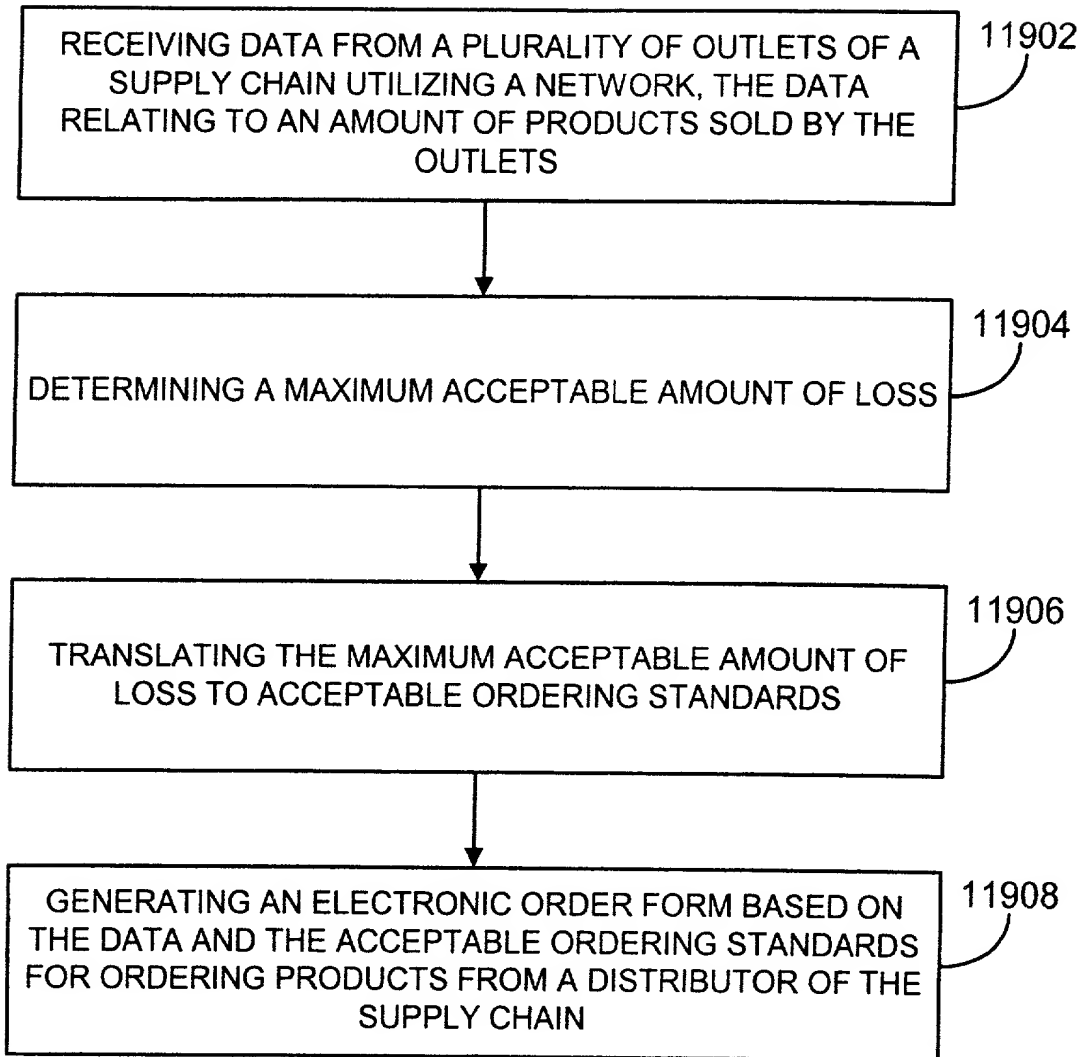 RECEIVING DATA FROM A PLURALITY OF OUTLETS OF A
SUPPLY CHAIN UTILIZING A NETWORK, THE DATA
RELATING TO AN AMOUNT OF PRODUCTS SOLD BY THE
OUTLETS
11902
DETERMINING A MAXIMUM ACCEPTABLE AMOUNT OF LOSS
11904
TRANSLATING THE MAXIMUM ACCEPTABLE AMOUNT OF
LOSS TO ACCEPTABLE ORDERING STANDARDS
11906
GENERATING AN ELECTRONIC ORDER FORM BASED ON
THE DATA AND THE ACCEPTABLE ORDERING STANDARDS
FOR ORDERING PRODUCTS FROM A DISTRIBUTOR OF THE
SUPPLY CHAIN
11908